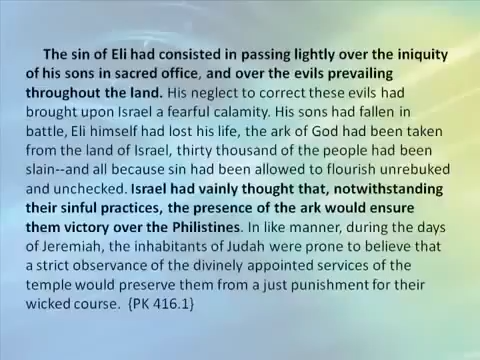 The sin of Eli had consisted in passing lightly over the iniquity
of his sons in sacred office, and over the evils prevailing
throughout the land. His neglect to correct these evils had
brought upon Israel a fearful calamity. His sons had fallen in
battle, Eli himself had lost his life, the ark of God had been taken
from the land of Israel, thirty thousand of the people had been
slain--and all because sin had been allowed to flourish unrebuked
and unchecked. Israel had vainly thought that, notwithstanding
their sinful practices, the presence of the ark would ensure
them victory over the Philistines. In like manner, during the days
of Jeremiah, the inhabitants of Judah were prone to believe that
a strict observance of the divinely appointed services of the
temple would preserve them from a just punishment for their
wicked course. {PK 416.1}